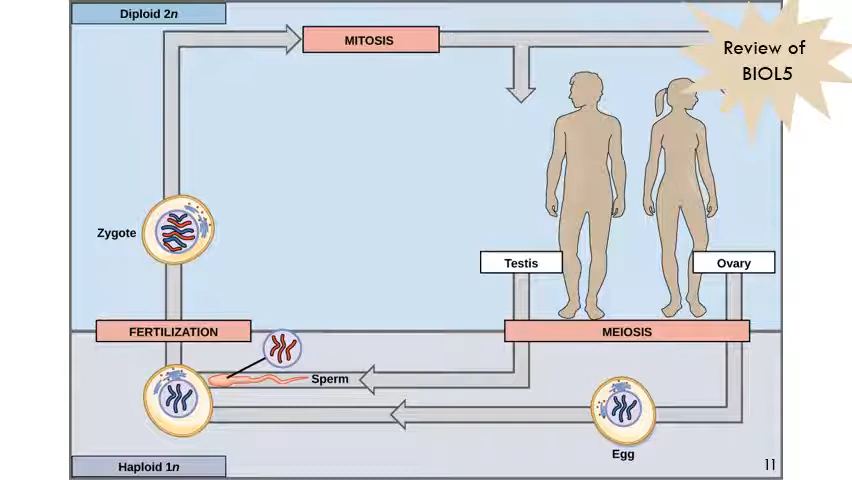 Diploid 2n
MITOSIS
Review of
BIOL5
Zygote
Testis
Ovary
FERTILIZATION
MEIOSIS
Sperm
Egg
Haploid 1n
11